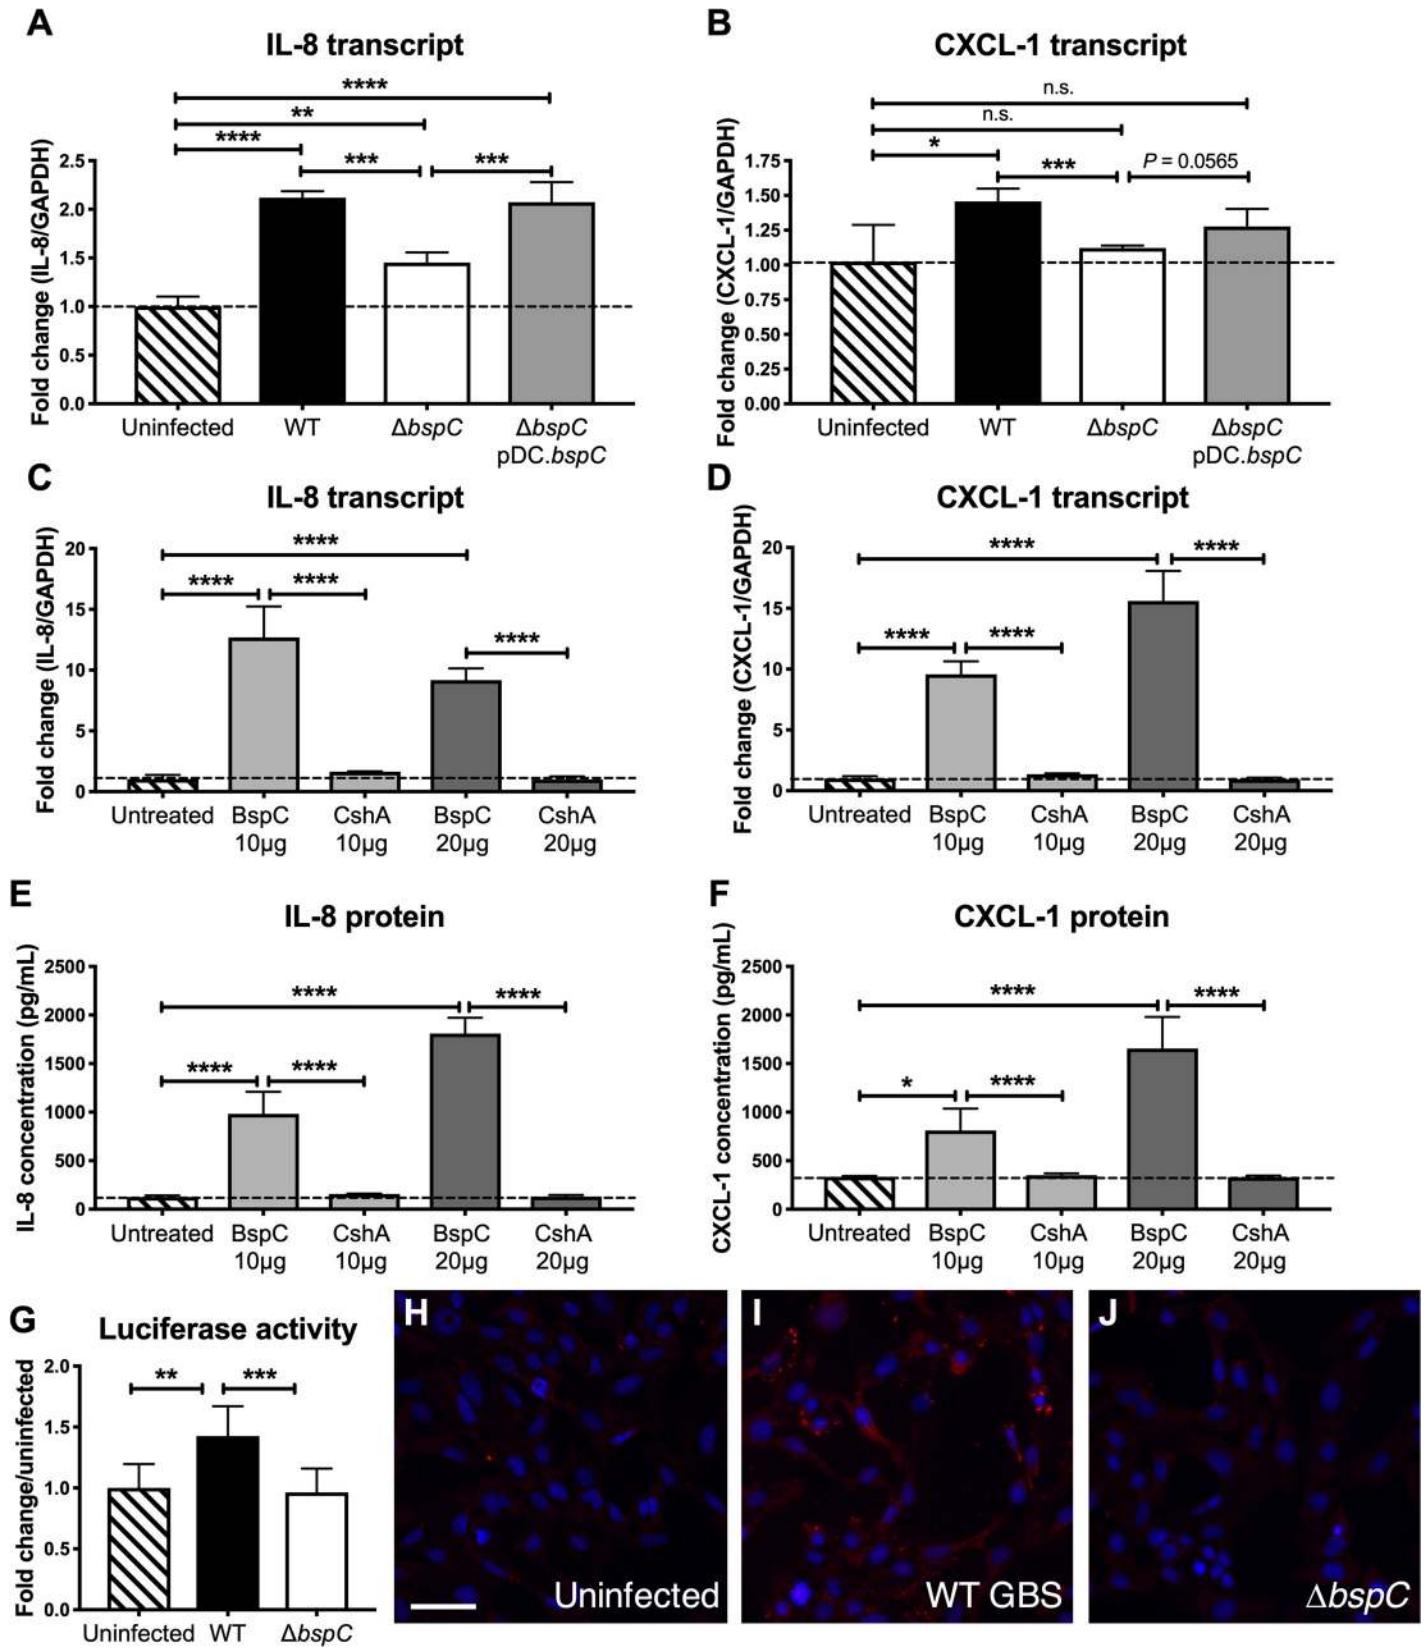 A
IL-8 transcript
****
**
****
***
***
Fold change (IL-8/GAPDH)
2.5
2.0
1.5
1.0
0.5
0.0
Uninfected
WT
ΔbspC
ΔbspC
pDC.bspC
B
CXCL-1 transcript
n.s.
n.s.
*
***
P = 0.0565
Fold change (CXCL-1/GAPDH)
1.75
1.50
1.25
1.00
0.75
0.50
0.25
0.00
Uninfected
WT
ΔbspC
ΔbspC
pDC.bspC
C
IL-8 transcript
****
****
****
****
Fold change (IL-8/GAPDH)
20
15
10
5
0
Untreated
BspC
10µg
CshA
10µg
BspC
20µg
CshA
20µg
D
CXCL-1 transcript
****
****
****
****
Fold change (CXCL-1/GAPDH)
20
15
10
5
0
Untreated
BspC
10µg
CshA
10µg
BspC
20µg
CshA
20µg
E
IL-8 protein
****
****
****
****
IL-8 concentration (pg/mL)
2500
2000
1500
1000
500
0
Untreated
BspC
10µg
CshA
10µg
BspC
20µg
CshA
20µg
F
CXCL-1 protein
****
****
*
****
CXCL-1 concentration (pg/mL)
2500
2000
1500
1000
500
0
Untreated
BspC
10µg
CshA
10µg
BspC
20µg
CshA
20µg
G
Luciferase activity
**
***
Fold change/uninfected
2.0
1.5
1.0
0.5
0.0
Uninfected
WT
ΔbspC
H
Uninfected
I
WT GBS
J
ΔbspC